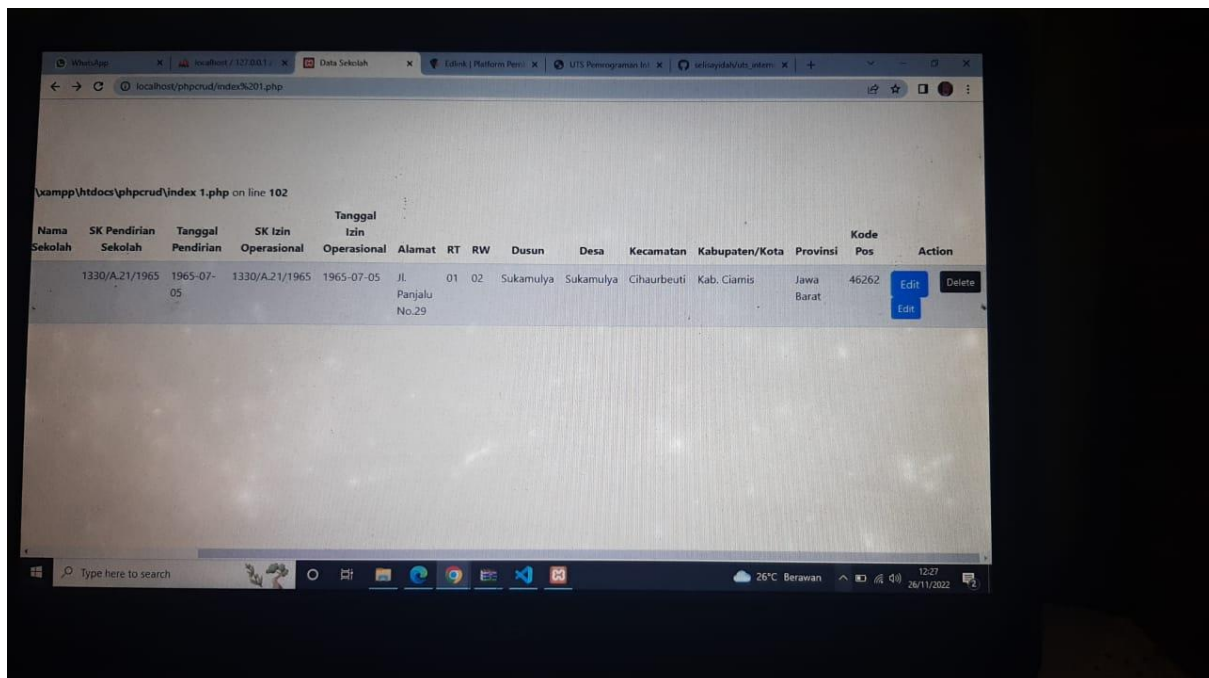 WhatsApp
localhost / 127.0.0.1 /
Data Sekolah
Edlink | Platform
UTS Pemrograman Int
+
localhost/phpcrud/index%201.php
\xampp\htdocs\phpcrud\index 1.php on line 102
Nama Sekolah
SK Pendirian Sekolah
Tanggal Pendirian
SK Izin Operasional
Tanggal Izin Operasional
Alamat
RT
RW
Dusun
Desa
Kecamatan
Kabupaten/Kota
Provinsi
Kode Pos
Action
1330/A.21/1965
1965-07-
05
1330/A.21/1965
1965-07-05
Jl.
Panjalu
No.29
01
02
Sukamulya
Sukamulya
Cihaurbeuti
Kab. Ciamis
Jawa
Barat
46262
Edit
Delete
Edit
Type here to search
26°C Berawan
12:27
26/11/2022
2